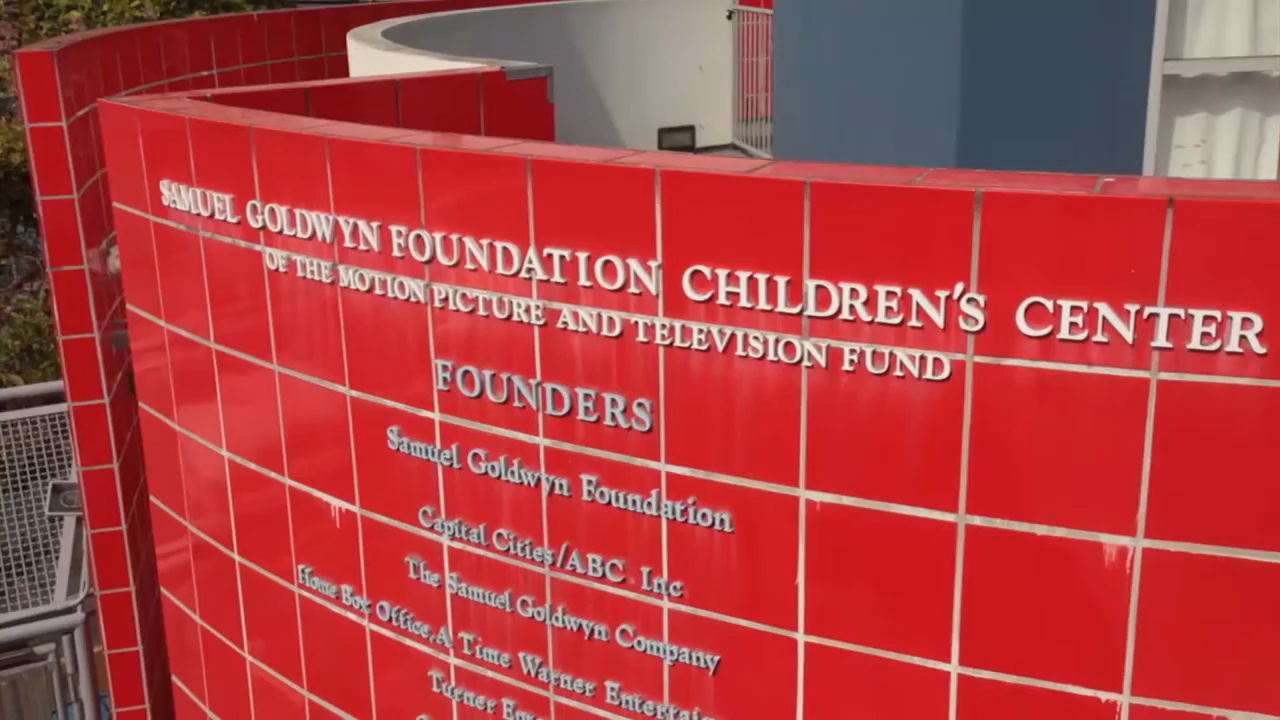 SAMUEL GOLDWYN FOUNDATION CHILDREN'S CENTER
OF THE MOTION PICTURE AND TELEVISION FUND
FOUNDERS
Samuel Goldwyn Foundation
Capital Cities/ABC Inc
The Samuel Goldwyn Company
Home Box Office, A Time Warner
Turner